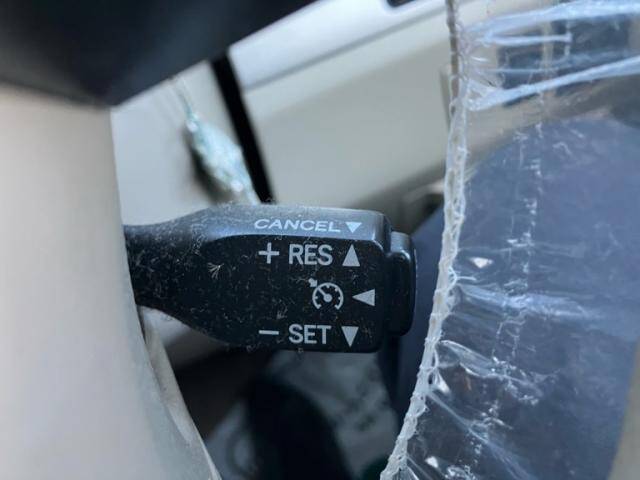 CANCEL▼
+ RES ▲
◄
− SET ▼